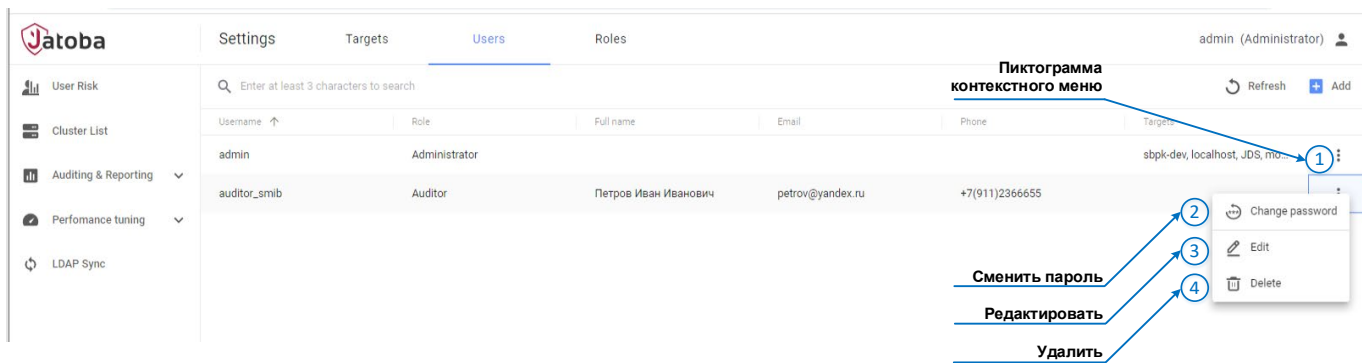 Jatoba
Settings Targets Users Roles admin (Administrator)
User Risk
Cluster List
Auditing & Reporting
Perfomance tuning
LDAP Sync
Enter at least 3 characters to search
Пиктограмма
контекстного меню
Refresh Add
Username Role Full name Email Phone Targets
admin Administrator sbpk-dev, localhost, JDS, mo...
1
auditor_smib Auditor Петров Иван Иванович petrov@yandex.ru +7(911)2366655
2 Change password
3 Edit
4 Delete
Сменить пароль
Редактировать
Удалить